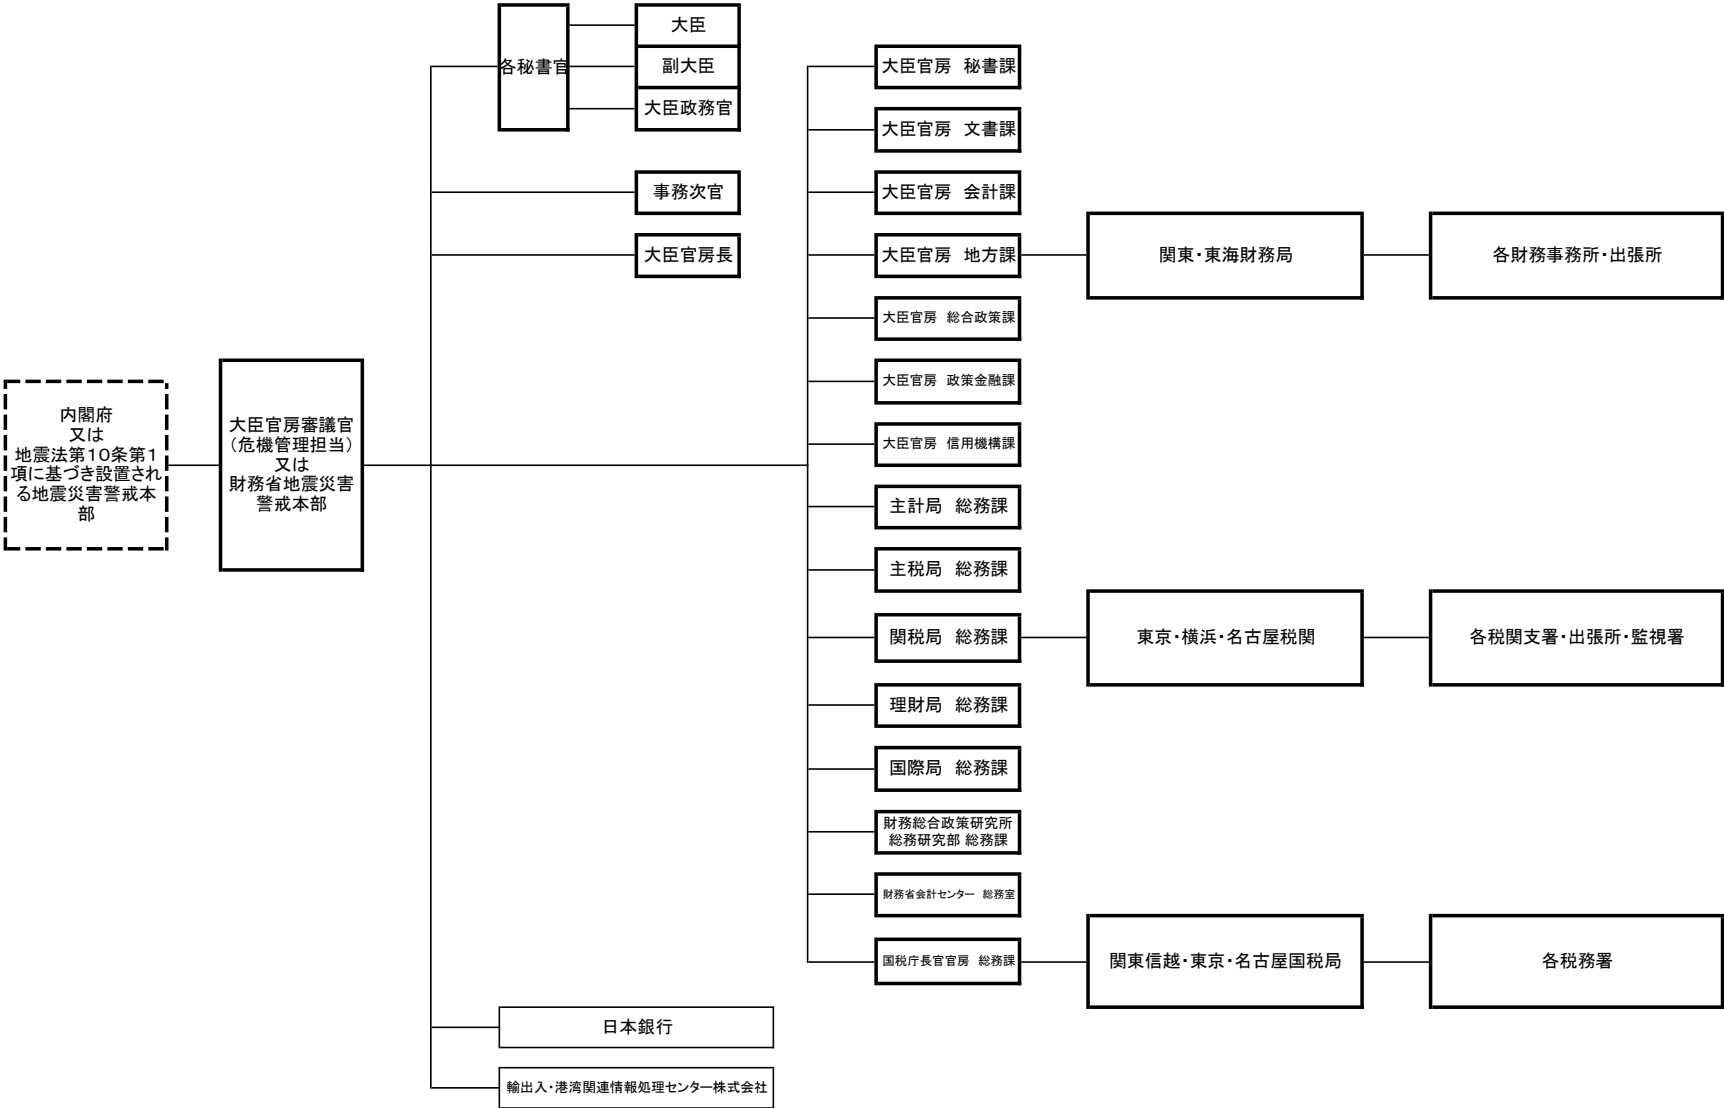 内閣府
又は
地震法第10条第1
項に基づき設置され
る地震災害警戒本
部
大臣官房審議官
(危機管理担当)
又は
財務省地震災害
警戒本部
各秘書官
大臣
副大臣
大臣政務官
事務次官
大臣官房長
大臣官房　秘書課
大臣官房　文書課
大臣官房　会計課
大臣官房　地方課
関東・東海財務局
各財務事務所・出張所
大臣官房　総合政策課
大臣官房　政策金融課
大臣官房　信用機構課
主計局　総務課
主税局　総務課
関税局　総務課
東京・横浜・名古屋税関
各税関支署・出張所・監視署
理財局　総務課
国際局　総務課
財務総合政策研究所
総務研究部 総務課
財務省会計センター　総務室
国税庁長官官房　総務課
関東信越・東京・名古屋国税局
各税務署
日本銀行
輸出入・港湾関連情報処理センター株式会社